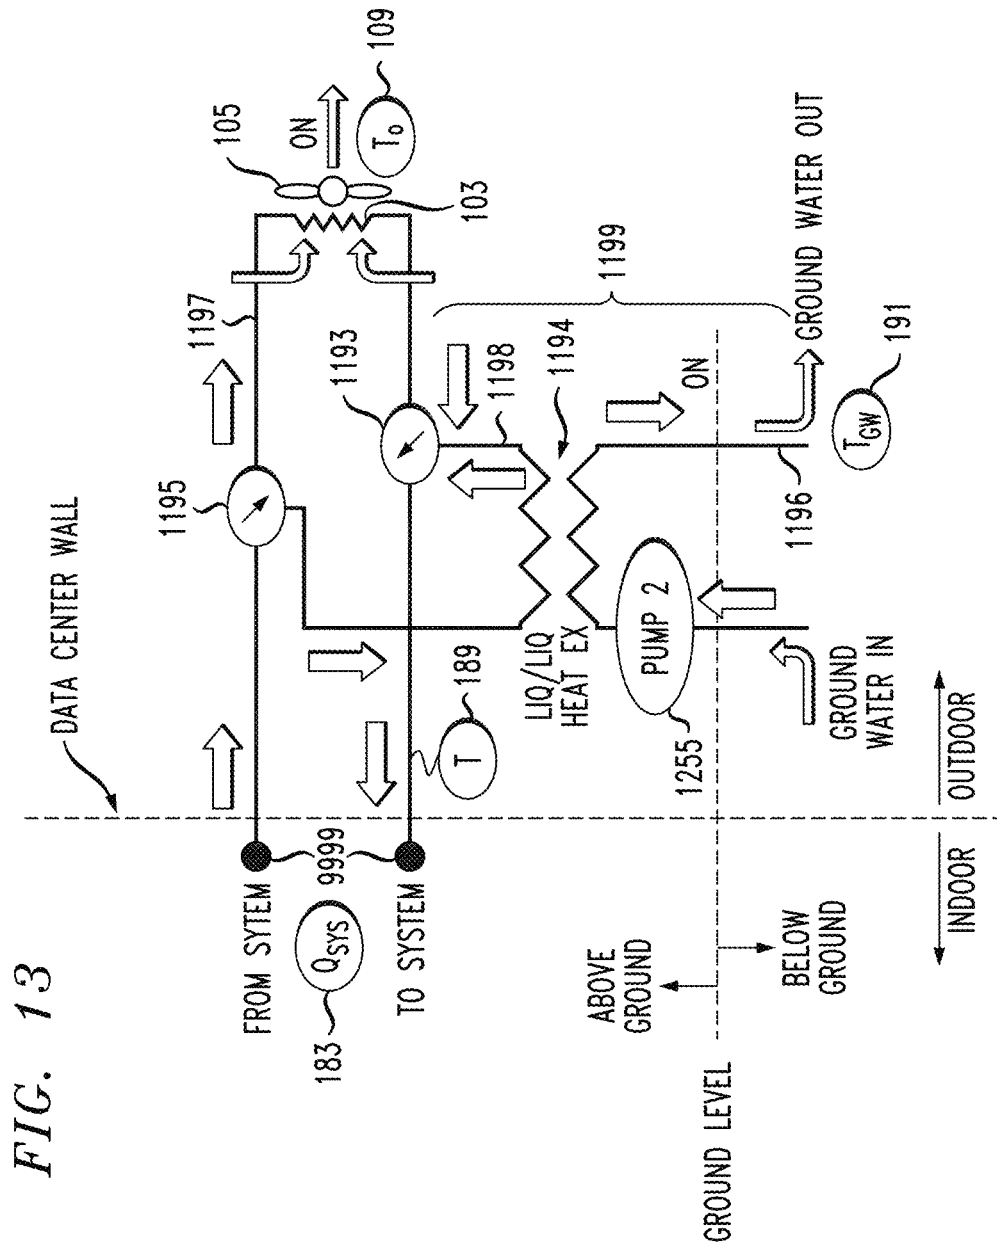 FIG. 13
DATA CENTER WALL
FROM SYTEM
9999
QSYS
183
TO SYSTEM
1195
1197
105
ON
TO
109
103
1193
1198
1199
1194
T
189
LIQ/LIQ
HEAT EX
PUMP 2
1255
ON
GROUND WATER OUT
TGW
191
1196
GROUND
WATER IN
ABOVE
GROUND
BELOW
GROUND
GROUND LEVEL
INDOOR
OUTDOOR